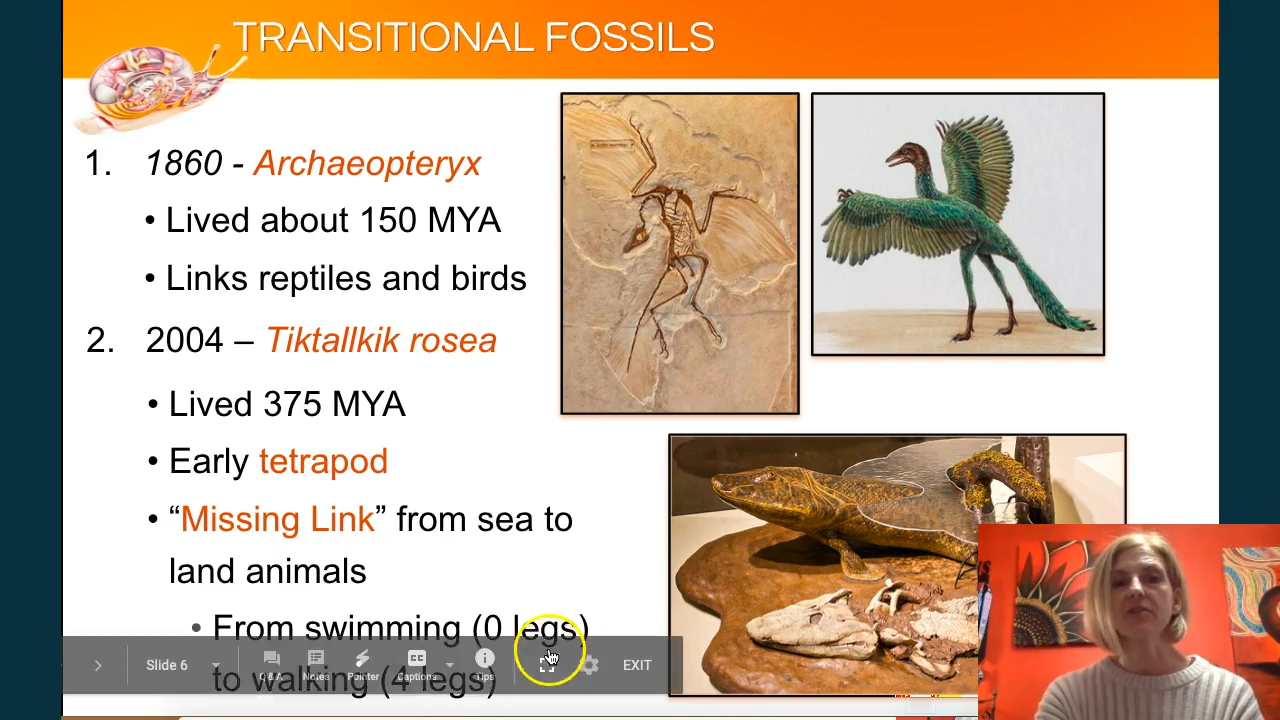 TRANSITIONAL FOSSILS
1. 1860 - Archaeopteryx
• Lived about 150 MYA
• Links reptiles and birds
2. 2004 – Tiktallkik rosea
• Lived 375 MYA
• Early tetrapod
• “Missing Link” from sea to
land animals
• From swimming (0 legs)
to walking (4 legs)
Slide 6
Q&A
Notes
Pointer
Captions
Tips
EXIT